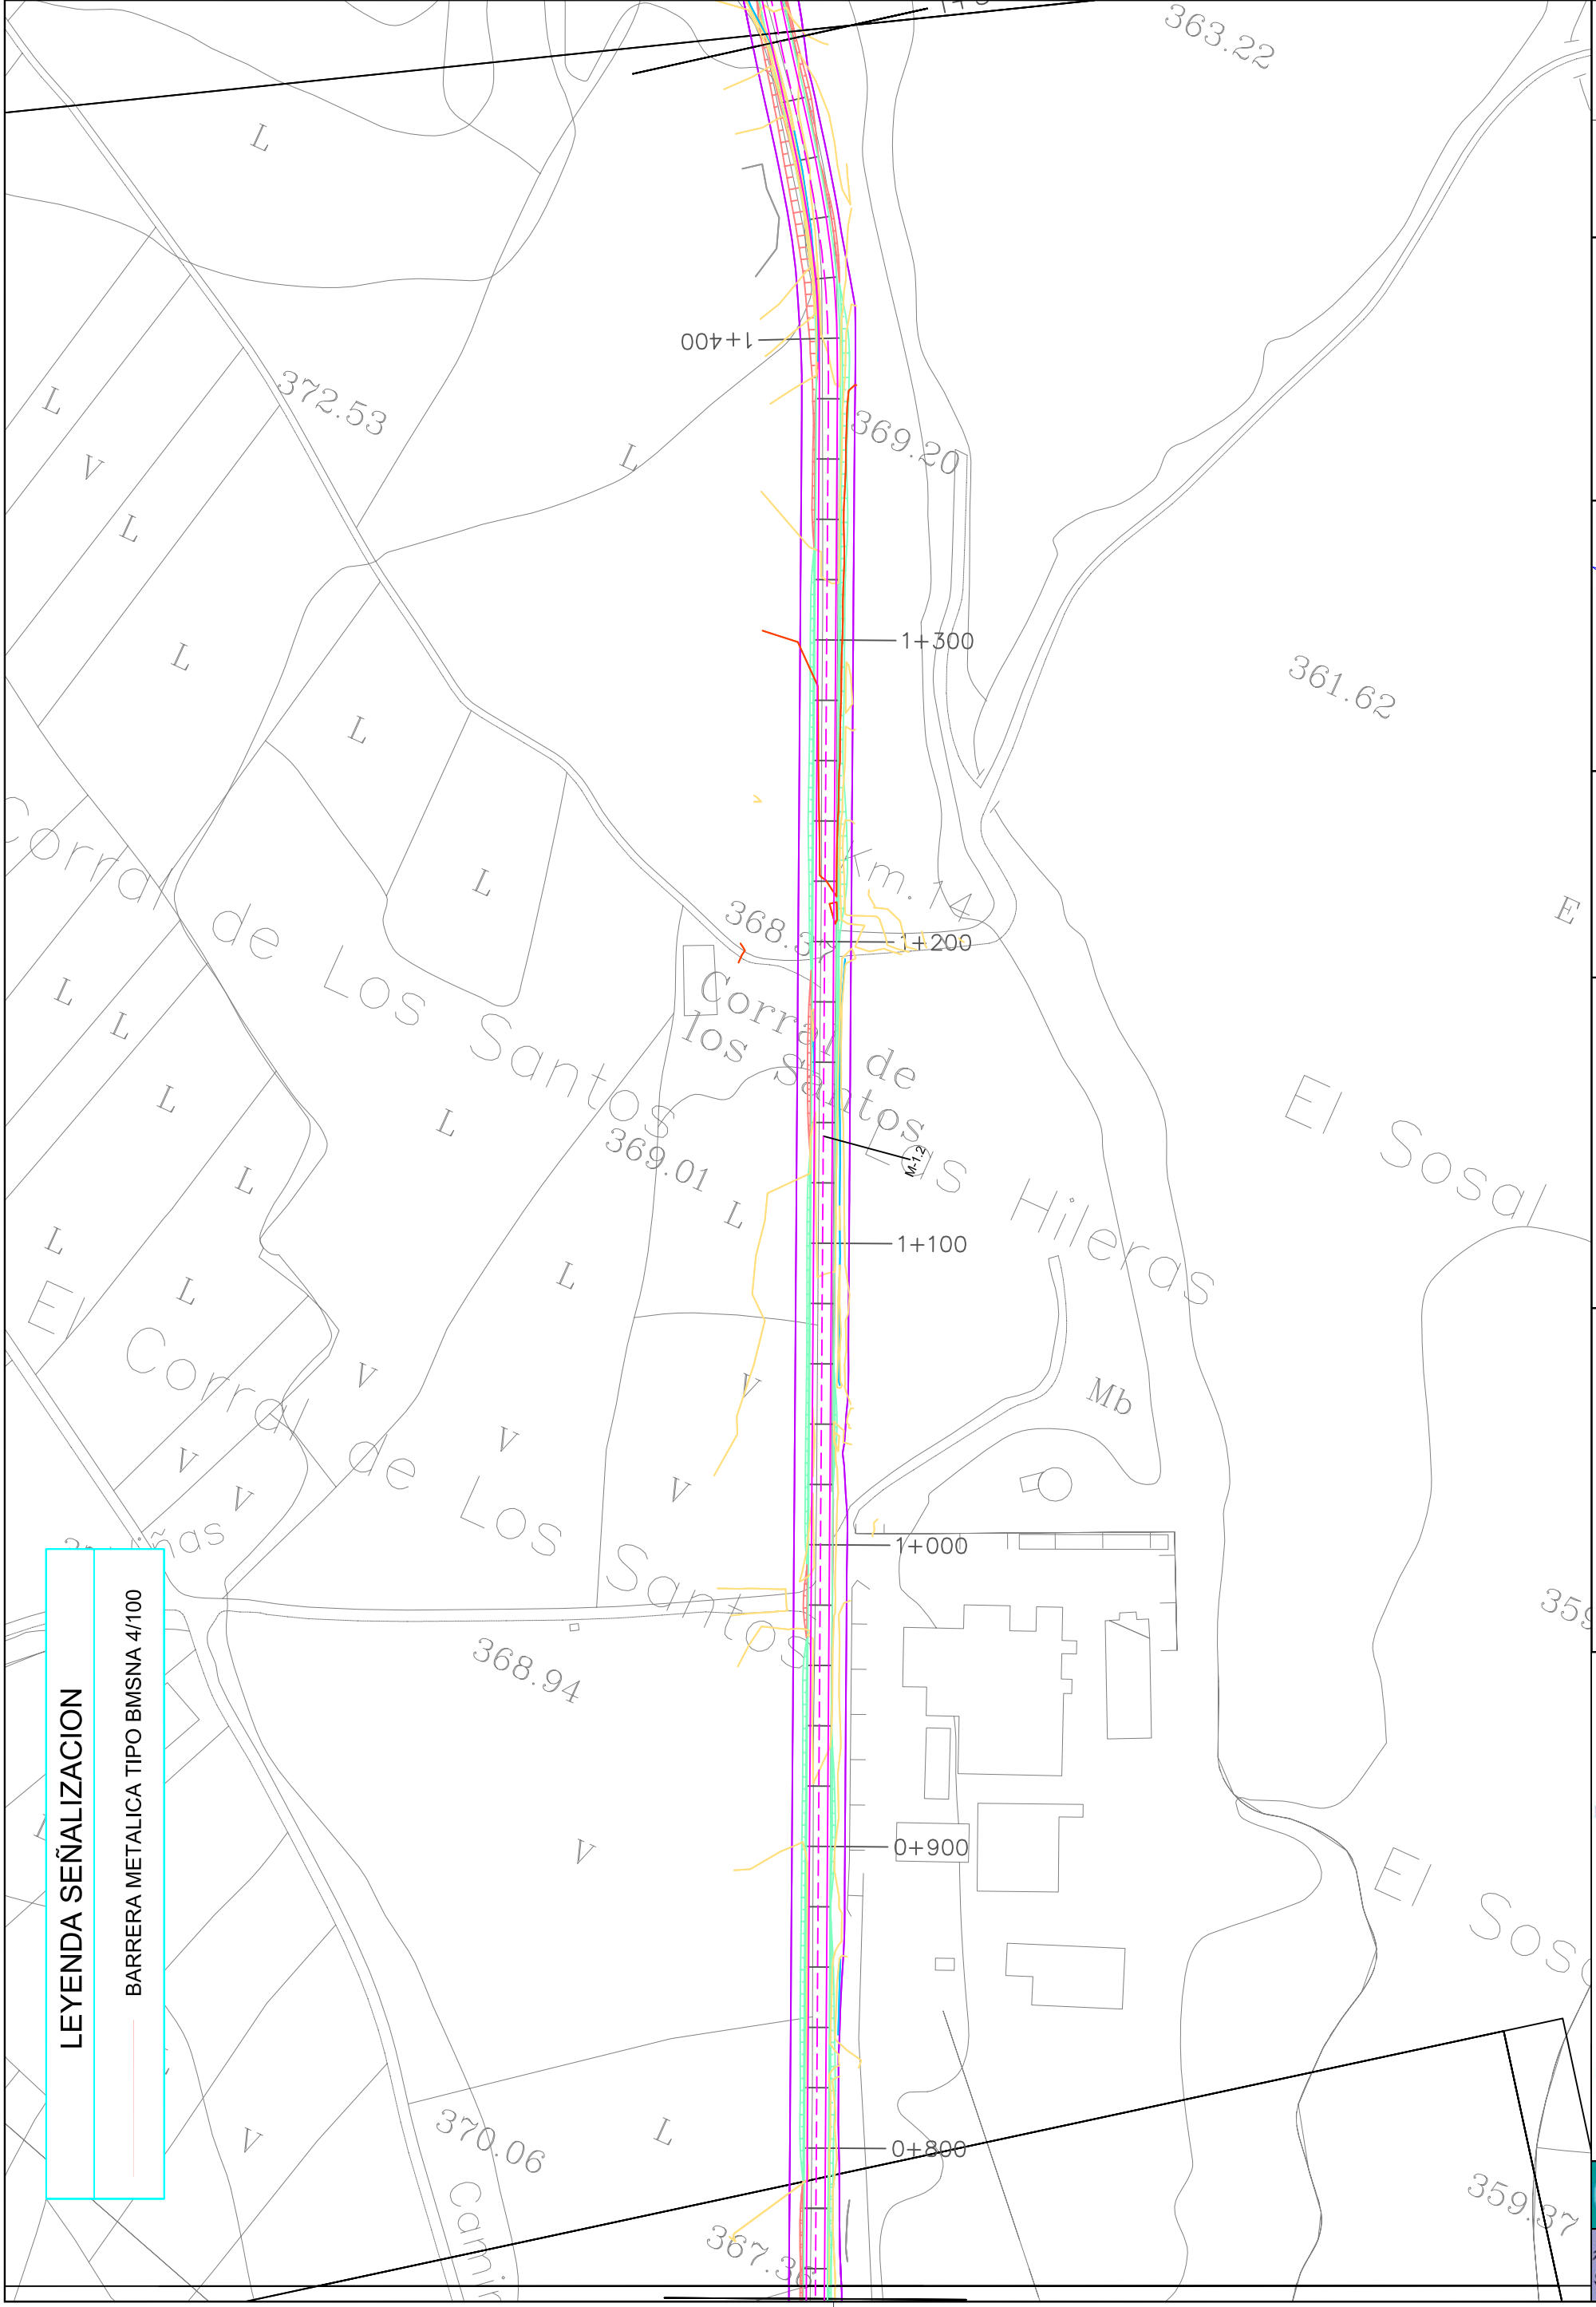 363.22
L
1+400
372.53
L
369.20
L
V
L
1+300
L
361.62
L
Km. 14
L
368.3
1+200
E
Corral de Los Santos
L
L
Corral de
los Santos
L
L
El Sosal
369.01
M-1.2
Las Hileras
L
L
L
1+100
L
L
El Corral de Los Santos
V
V
Mb
V
V
V
V
1+000
368.94
LEYENDA SEÑALIZACION
BARRERA METALICA TIPO BMSNA 4/100
V
0+900
V
370.06
L
0+800
359.37
367.36